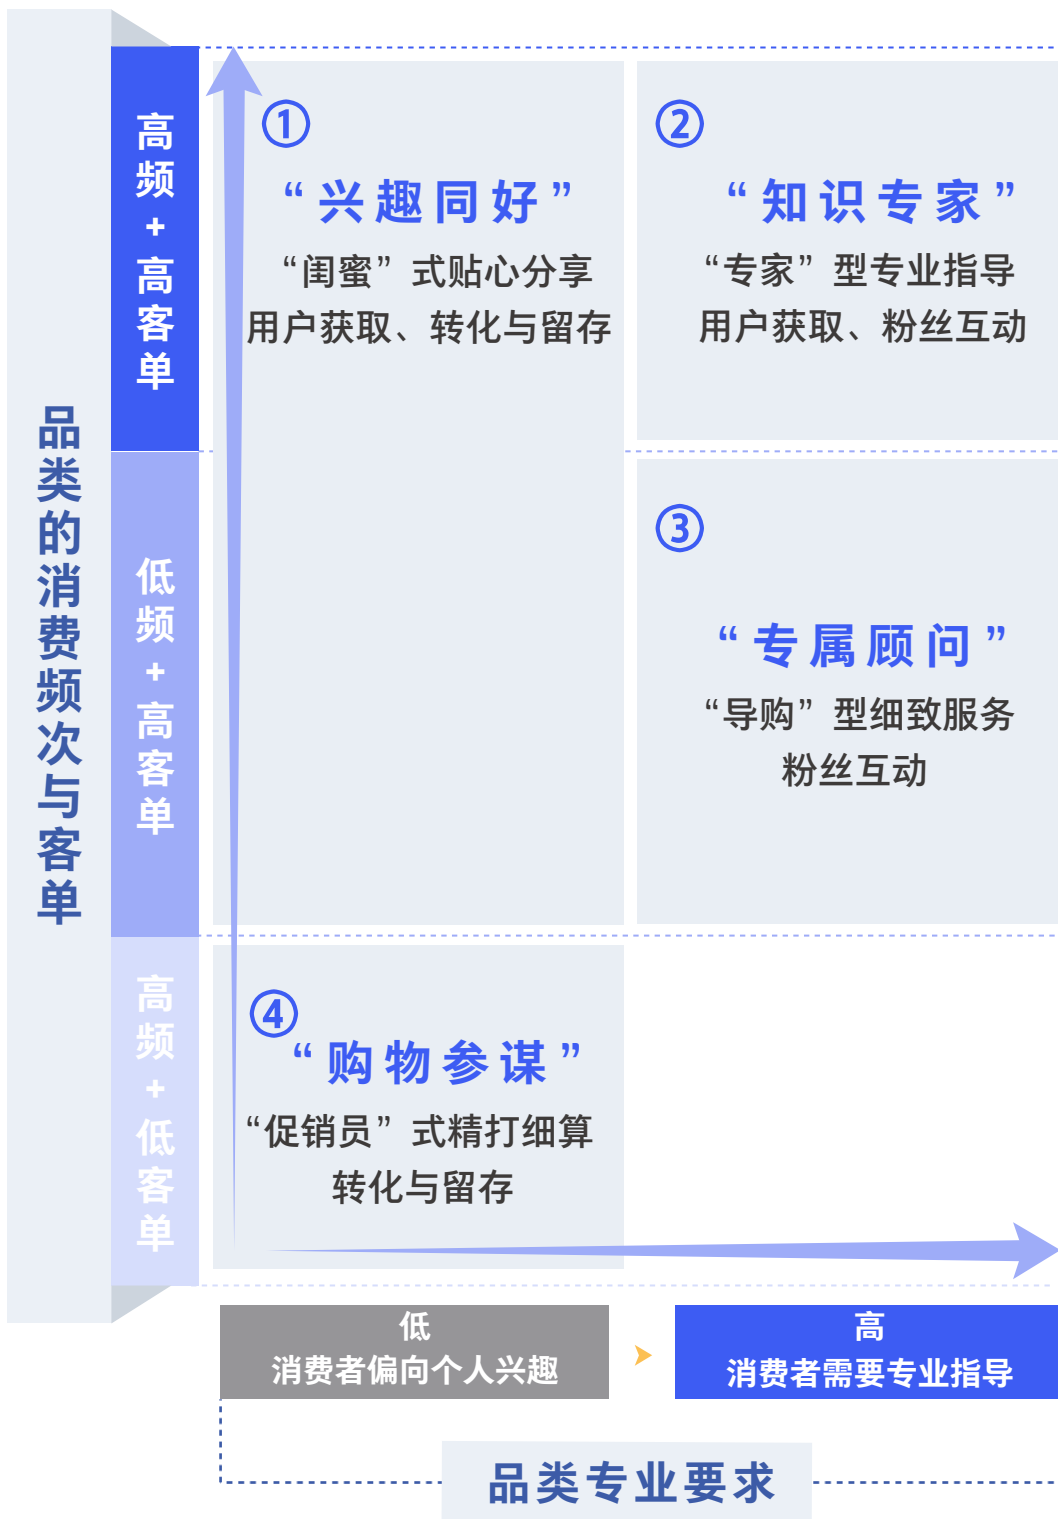 品类的消费频次与客单
高频+高客单
①
“兴趣同好”
“闺蜜”式贴心分享
用户获取、转化与留存
②
“知识专家”
“专家”型专业指导
用户获取、粉丝互动
低频+高客单
③
“专属顾问”
“导购”型细致服务
粉丝互动
高频+低客单
④
“购物参谋”
“促销员”式精打细算
转化与留存
低
消费者偏向个人兴趣
高
消费者需要专业指导
品类专业要求